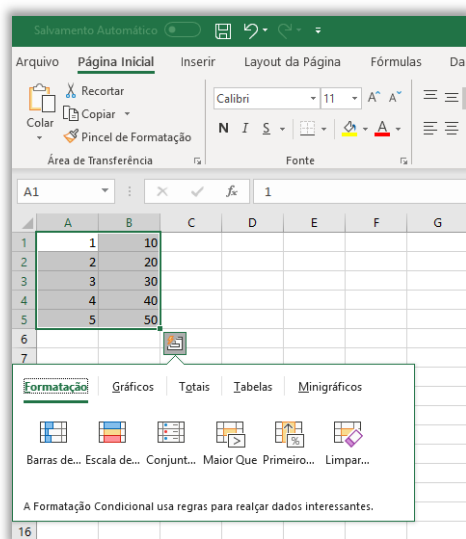 Salvamento Automático
Arquivo Página Inicial Inserir Layout da Página Fórmulas Da
Colar
Recortar
Copiar
Pincel de Formatação
Área de Transferência
Calibri 11 A A
N I S A
Fonte
A1 fx 1
A B C D E F G
1 1 10
2 2 20
3 3 30
4 4 40
5 5 50
6
7
Formatação Gráficos Totais Tabelas Minigráficos
Barras de... Escala de... Conjunt... Maior Que Primeiro... Limpar...
A Formatação Condicional usa regras para realçar dados interessantes.
16